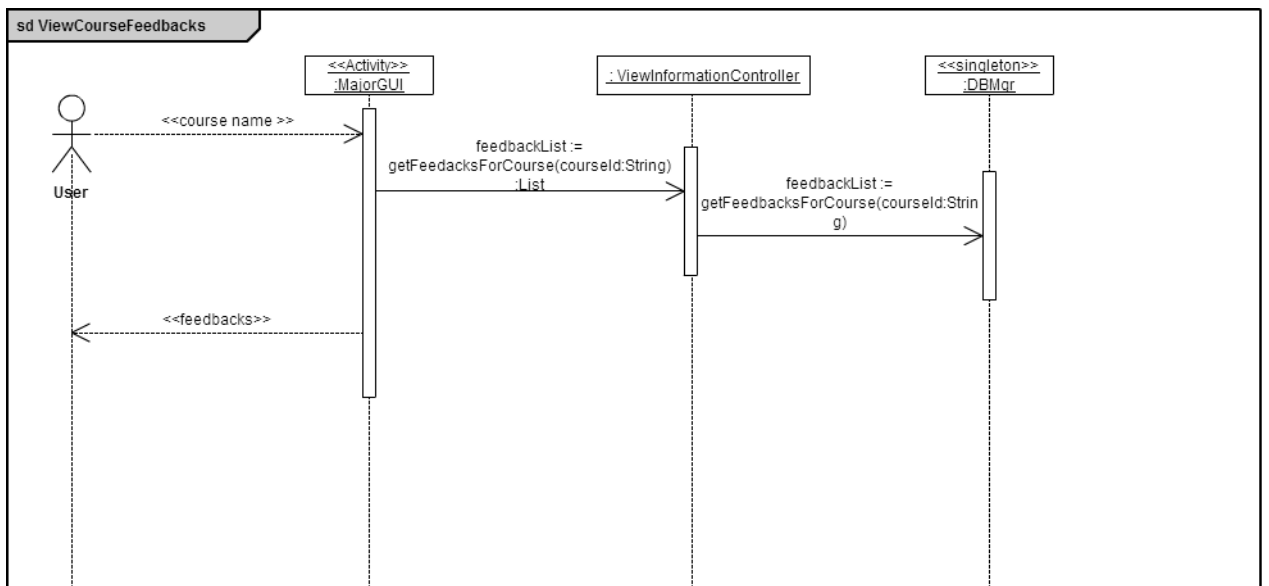 sd ViewCourseFeedbacks
<<Activity>>
:MajorGUI
: ViewInformationController
<<singleton>>
:DBMgr
User
<<course name >>
feedbackList :=
getFeedacksForCourse(courseId:String)
:List
feedbackList :=
getFeedbacksForCourse(courseId:Strin
g)
<<feedbacks>>